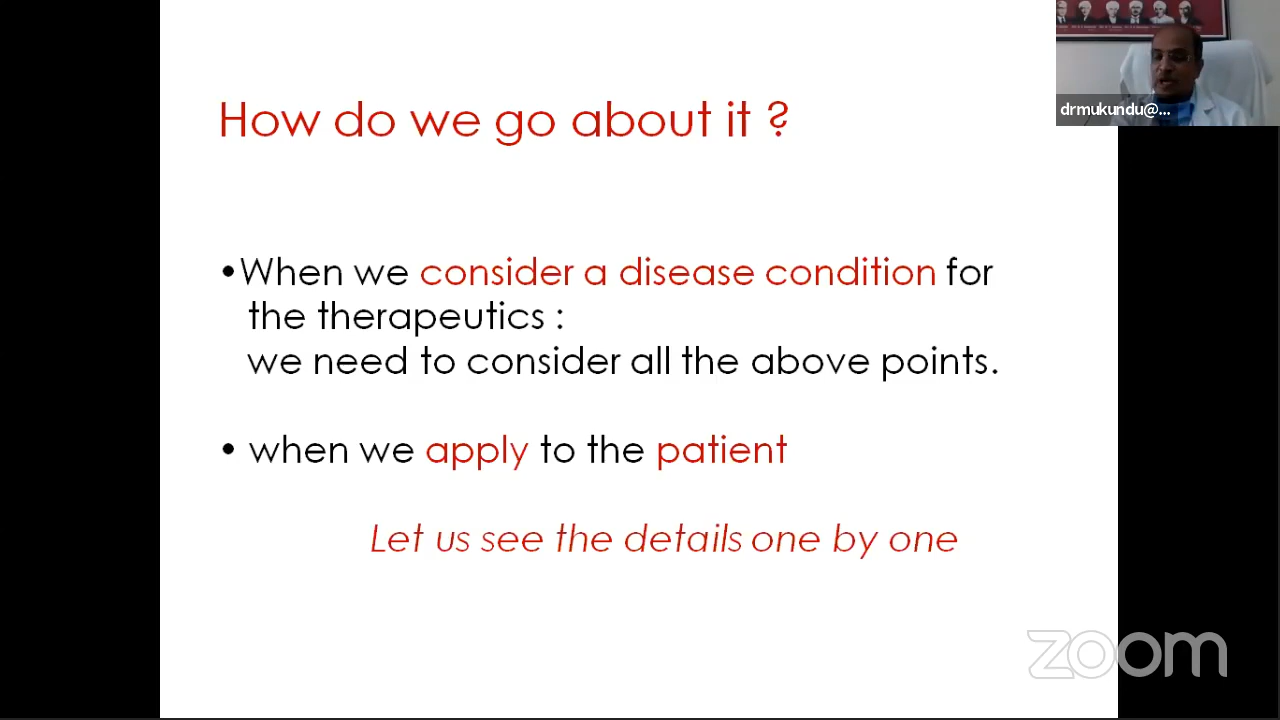 How do we go about it ?
•When we consider a disease condition for
the therapeutics :
we need to consider all the above points.
• when we apply to the patient
Let us see the details one by one
drmukundu@...
zoom